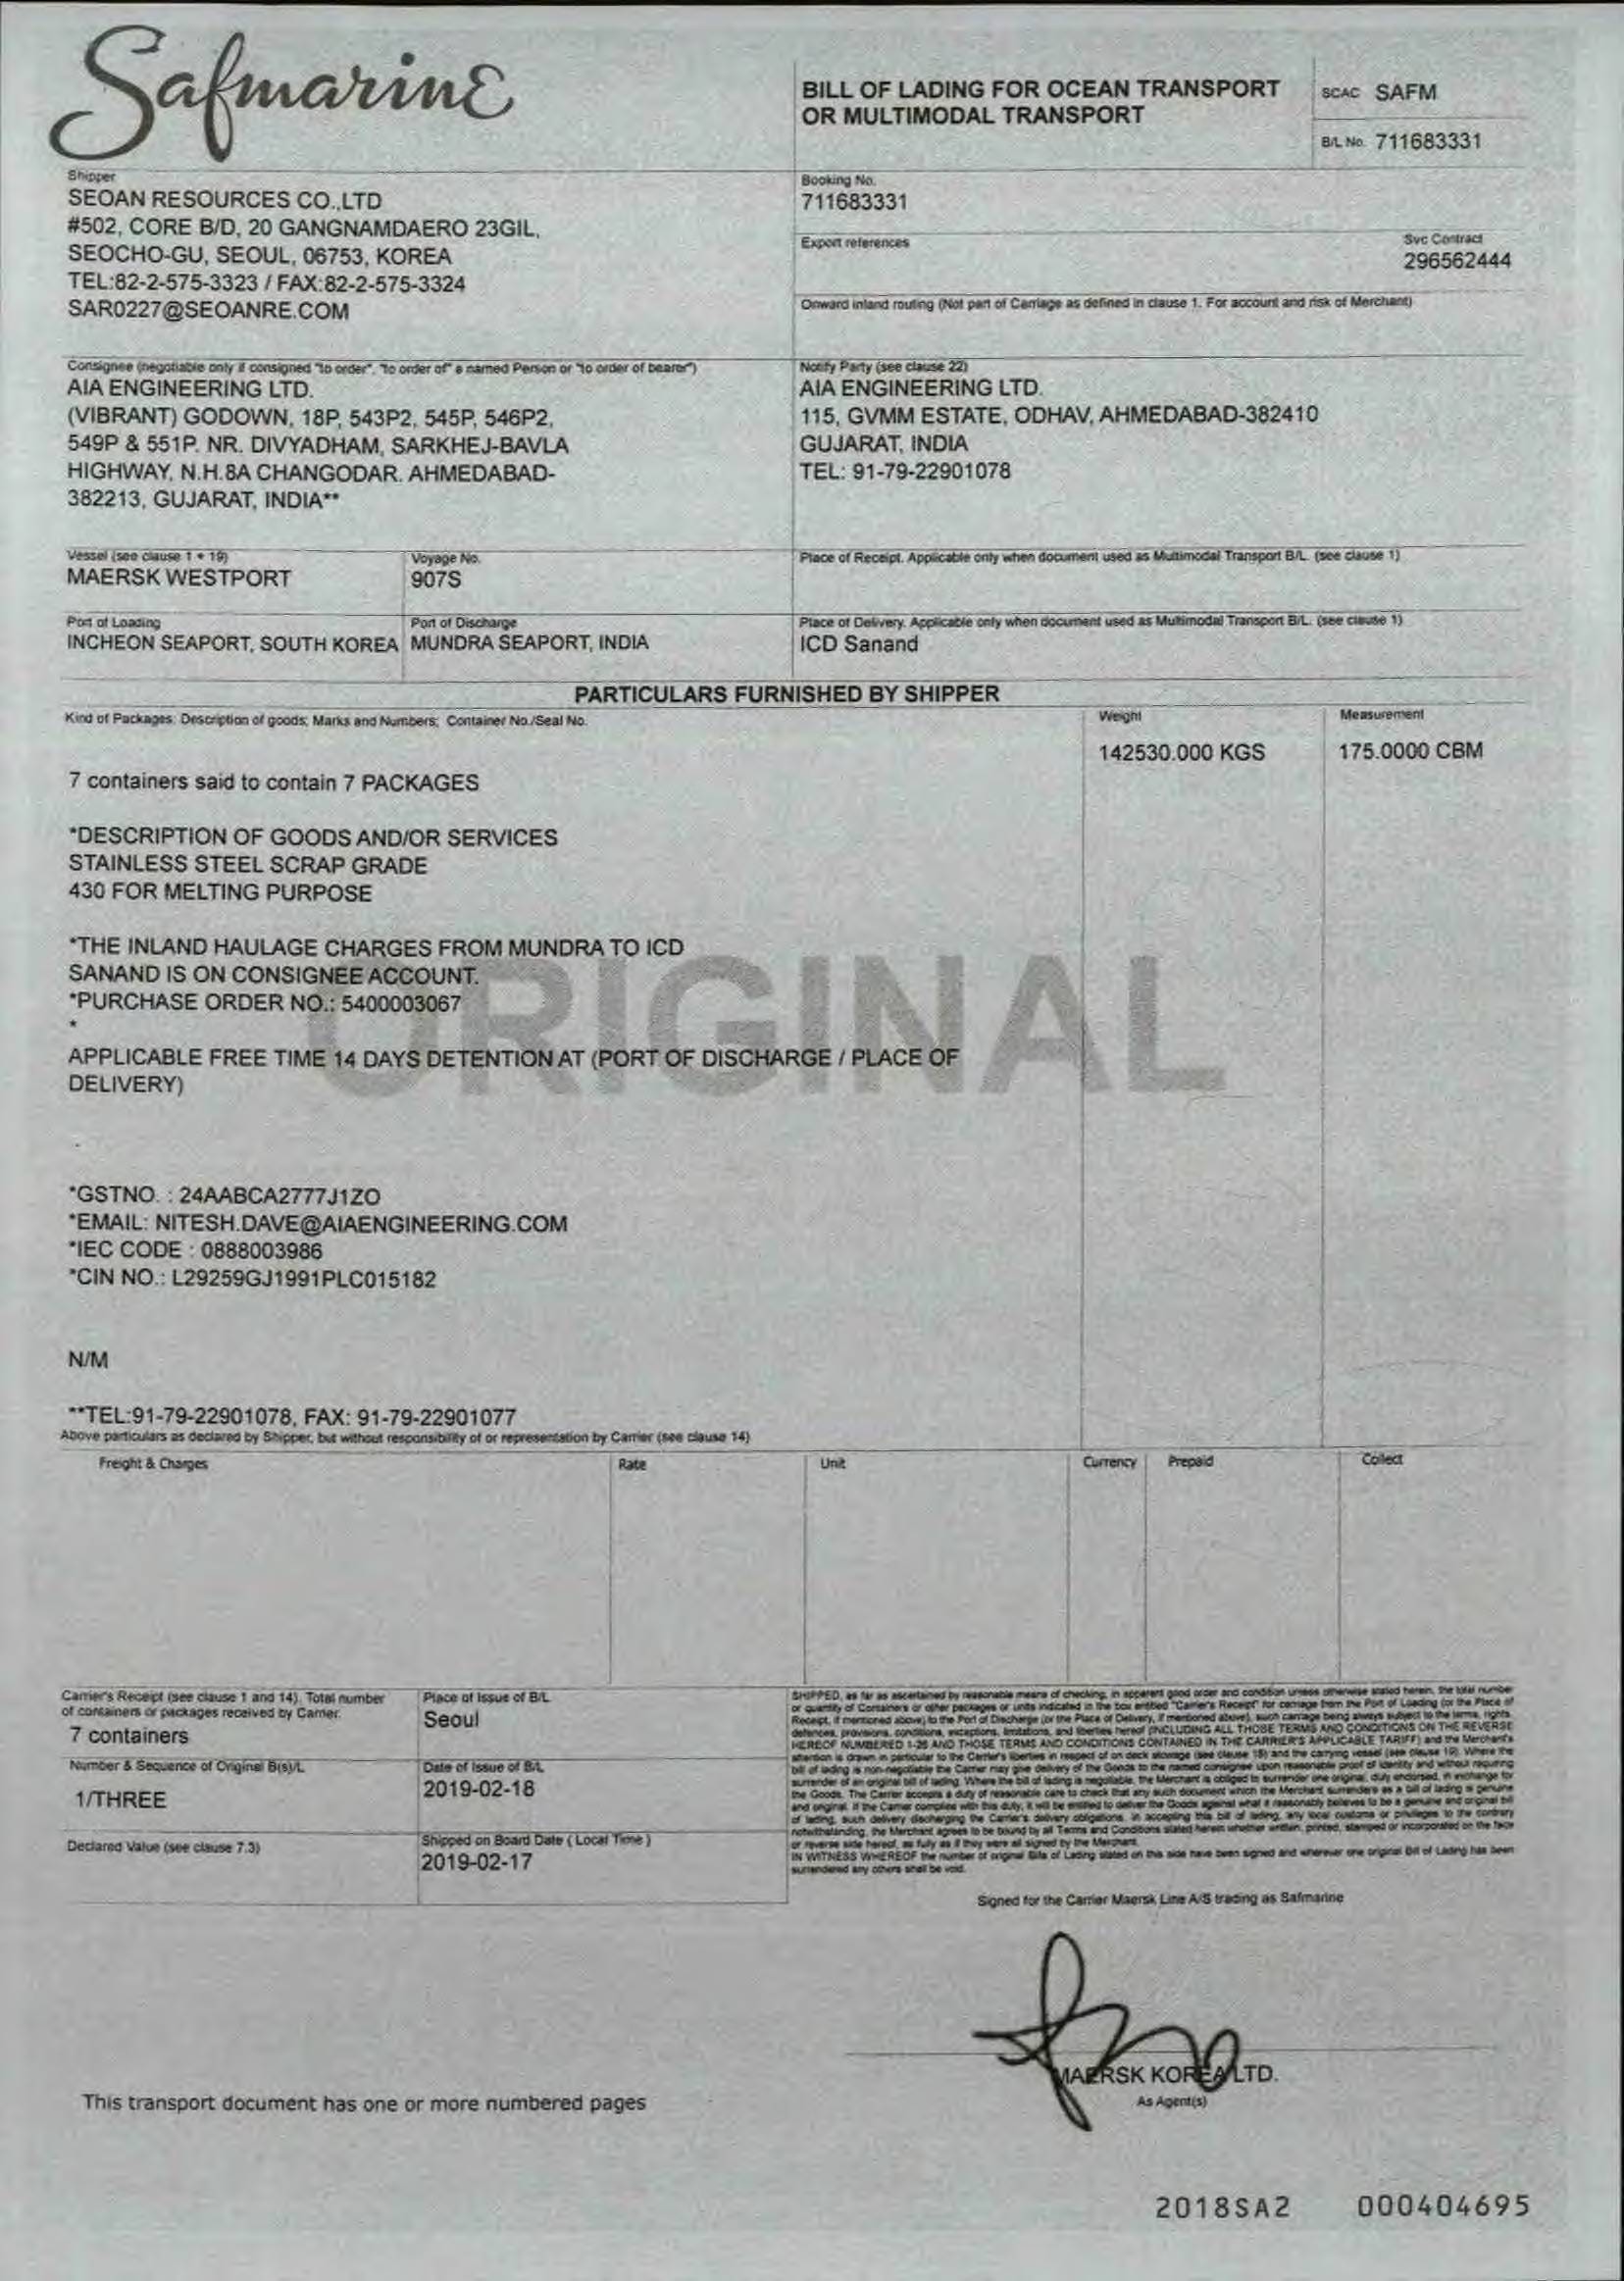 Safmarine
BILL OF LADING FOR OCEAN TRANSPORT
OR MULTIMODAL TRANSPORT
SCAC SAFM
B/L No. 711683331
Shipper
SEOAN RESOURCES CO.,LTD
#502, CORE B/D, 20 GANGNAMDAERO 23GIL,
SEOCHO-GU, SEOUL, 06753, KOREA
TEL:82-2-575-3323 / FAX:82-2-575-3324
SAR0227@SEOANRE.COM
Booking No.
711683331
Export references
Svc Contract
296562444
Onward inland routing (Not part of Carriage as defined in clause 1. For account and risk of Merchant)
Consignee (negotiable only if consigned "to order", "to order of" a named Person or "to order of bearer")
AIA ENGINEERING LTD.
(VIBRANT) GODOWN, 18P, 543P2, 545P, 546P2,
549P & 551P. NR. DIVYADHAM, SARKHEJ-BAVLA
HIGHWAY, N.H.8A CHANGODAR. AHMEDABAD-
382213, GUJARAT, INDIA**
Notify Party (see clause 22)
AIA ENGINEERING LTD.
115, GVMM ESTATE, ODHAV, AHMEDABAD-382410
GUJARAT, INDIA
TEL: 91-79-22901078
Vessel (see clause 1 + 19)
MAERSK WESTPORT
Voyage No.
907S
Place of Receipt. Applicable only when document used as Multimodal Transport B/L. (see clause 1)
Port of Loading
INCHEON SEAPORT, SOUTH KOREA
Port of Discharge
MUNDRA SEAPORT, INDIA
Place of Delivery. Applicable only when document used as Multimodal Transport B/L. (see clause 1)
ICD Sanand
PARTICULARS FURNISHED BY SHIPPER
Kind of Packages; Description of goods; Marks and Numbers; Container No./Seal No.
Weight
Measurement
142530.000 KGS
175.0000 CBM
7 containers said to contain 7 PACKAGES
*DESCRIPTION OF GOODS AND/OR SERVICES
STAINLESS STEEL SCRAP GRADE
430 FOR MELTING PURPOSE
*THE INLAND HAULAGE CHARGES FROM MUNDRA TO ICD
SANAND IS ON CONSIGNEE ACCOUNT.
*PURCHASE ORDER NO.: 5400003067
*
ORIGINAL
APPLICABLE FREE TIME 14 DAYS DETENTION AT (PORT OF DISCHARGE / PLACE OF
DELIVERY)
*GSTNO. : 24AABCA2777J1ZO
*EMAIL: NITESH.DAVE@AIAENGINEERING.COM
*IEC CODE : 0888003986
*CIN NO.: L29259GJ1991PLC015182
N/M
**TEL:91-79-22901078, FAX: 91-79-22901077
Above particulars as declared by Shipper, but without responsibility of or representation by Carrier (see clause 14)
Freight & Charges
Rate
Unit
Currency
Prepaid
Collect
Carrier's Receipt (see clause 1 and 14). Total number
of containers or packages received by Carrier.
7 containers
Place of Issue of B/L
Seoul
Number & Sequence of Original B(s)/L
1/THREE
Date of Issue of B/L
2019-02-18
Declared Value (see clause 7.3)
Shipped on Board Date ( Local Time )
2019-02-17
SHIPPED, as far as ascertained by reasonable means of checking, in apparent good order and condition unless otherwise stated herein, the total number
or quantity of Containers or other packages or units indicated in the box entitled "Carrier's Receipt" for carriage from the Port of Loading (or the Place of
Receipt, if mentioned above) to the Port of Discharge (or the Place of Delivery, if mentioned above), such carriage being always subject to the terms, rights,
defences, provisions, conditions, exceptions, limitations, and liberties hereof (INCLUDING ALL THOSE TERMS AND CONDITIONS ON THE REVERSE
HEREOF NUMBERED 1-26 AND THOSE TERMS AND CONDITIONS CONTAINED IN THE CARRIER'S APPLICABLE TARIFF) and the Merchant's
attention is drawn in particular to the Carrier's liberties in respect of on deck stowage (see clause 18) and the carrying vessel (see clause 19). Where the
bill of lading is non-negotiable the Carrier may give delivery of the Goods to the named consignee upon reasonable proof of identity and without requiring
surrender of an original bill of lading. Where the bill of lading is negotiable, the Merchant is obliged to surrender one original, duly endorsed, in exchange for
the Goods. The Carrier accepts a duty of reasonable care to check that any such document which the Merchant surrenders as a bill of lading is genuine
and original. If the Carrier complies with this duty, it will be entitled to deliver the Goods against what it reasonably believes to be a genuine and original bill
of lading, such delivery discharging the Carrier's delivery obligations. In accepting this bill of lading, any local customs or privileges to the contrary
notwithstanding, the Merchant agrees to be bound by all Terms and Conditions stated herein whether written, printed, stamped or incorporated on the face
or reverse side hereof, as fully as if they were all signed by the Merchant.
IN WITNESS WHEREOF the number of original Bills of Lading stated on this side have been signed and wherever one original Bill of Lading has been
surrendered any others shall be void.
Signed for the Carrier Maersk Line A/S trading as Safmarine
MAERSK KOREA LTD.
As Agent(s)
This transport document has one or more numbered pages
2018SA2 000404695